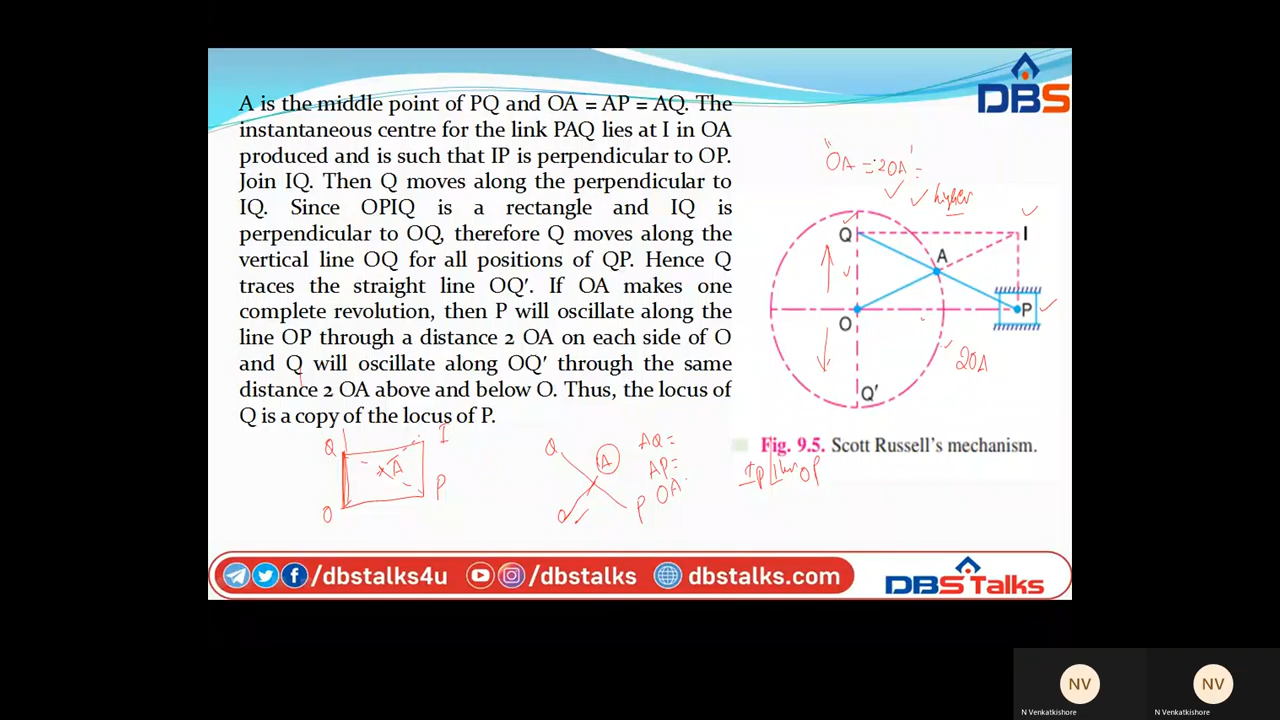 A is the middle point of PQ and OA = AP = AQ. The
instantaneous centre for the link PAQ lies at I in OA
produced and is such that IP is perpendicular to OP.
Join IQ. Then Q moves along the perpendicular to
IQ. Since OPIQ is a rectangle and IQ is
perpendicular to OQ, therefore Q moves along the
vertical line OQ for all positions of QP. Hence Q
traces the straight line OQ′. If OA makes one
complete revolution, then P will oscillate along the
line OP through a distance 2 OA on each side of O
and Q will oscillate along OQ′ through the same
distance 2 OA above and below O. Thus, the locus of
Q is a copy of the locus of P.
DBS
"OA = 2OA' =
higher
Q
I
A
O
P
Q′
2OA
Fig. 9.5. Scott Russell's mechanism.
Q
I
A
O
P
Q
A
O
P
AQ=
AP=
OA
IP ⊥ OP
/dbstalks4u
/dbstalks
dbstalks.com
DBS Talks
NV
NV
N Venkatkishore
N Venkatkishore